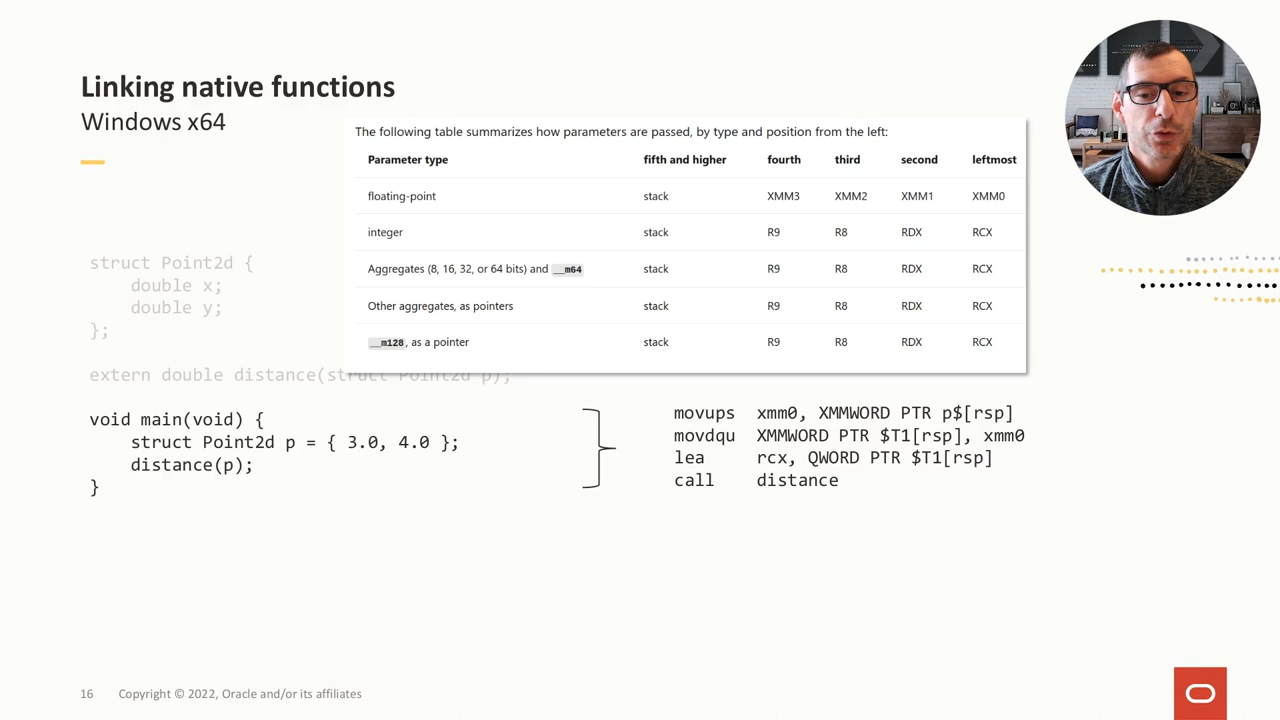 Linking native functions
Windows x64
The following table summarizes how parameters are passed, by type and position from the left:
Parameter type fifth and higher fourth third second leftmost
floating-point stack XMM3 XMM2 XMM1 XMM0
integer stack R9 R8 RDX RCX
Aggregates (8, 16, 32, or 64 bits) and __m64 stack R9 R8 RDX RCX
Other aggregates, as pointers stack R9 R8 RDX RCX
__m128, as a pointer stack R9 R8 RDX RCX
struct Point2d {
double x;
double y;
};
extern double distance(struct Point2d p);
void main(void) {
struct Point2d p = { 3.0, 4.0 };
distance(p);
}
movups xmm0, XMMWORD PTR p$[rsp]
movdqu XMMWORD PTR $T1[rsp], xmm0
lea rcx, QWORD PTR $T1[rsp]
call distance
16 Copyright © 2022, Oracle and/or its affiliates